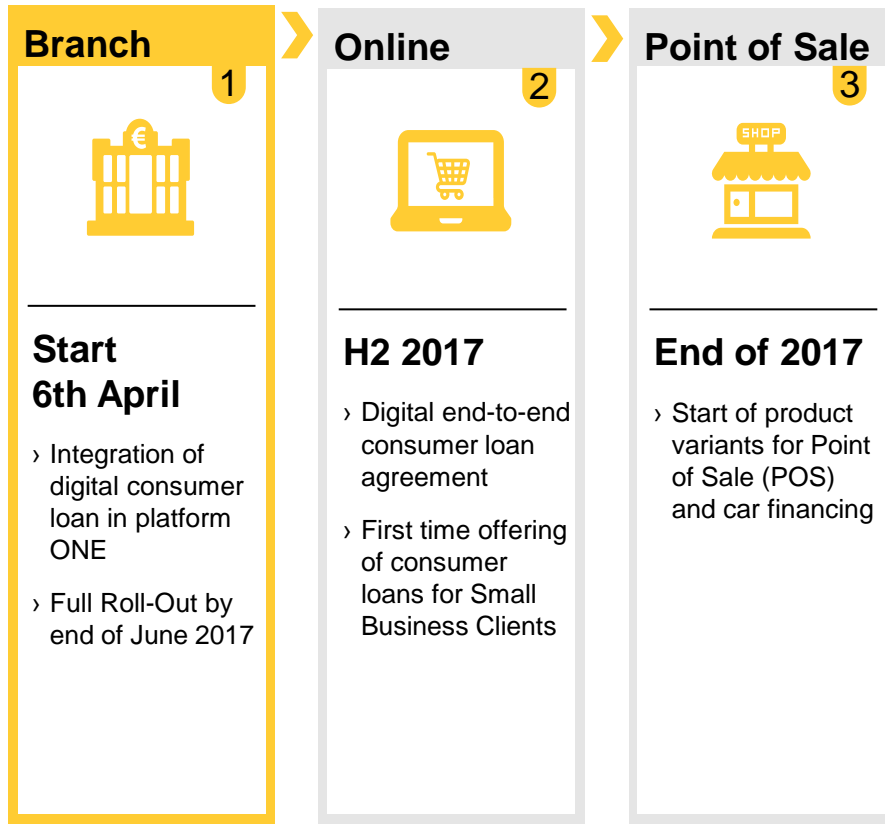 Branch
1
€
Start
6th April
› Integration of
digital consumer
loan in platform
ONE
› Full Roll-Out by
end of June 2017
Online
2
H2 2017
› Digital end-to-end
consumer loan
agreement
› First time offering
of consumer
loans for Small
Business Clients
Point of Sale
3
SHOP
End of 2017
› Start of product
variants for Point
of Sale (POS)
and car financing